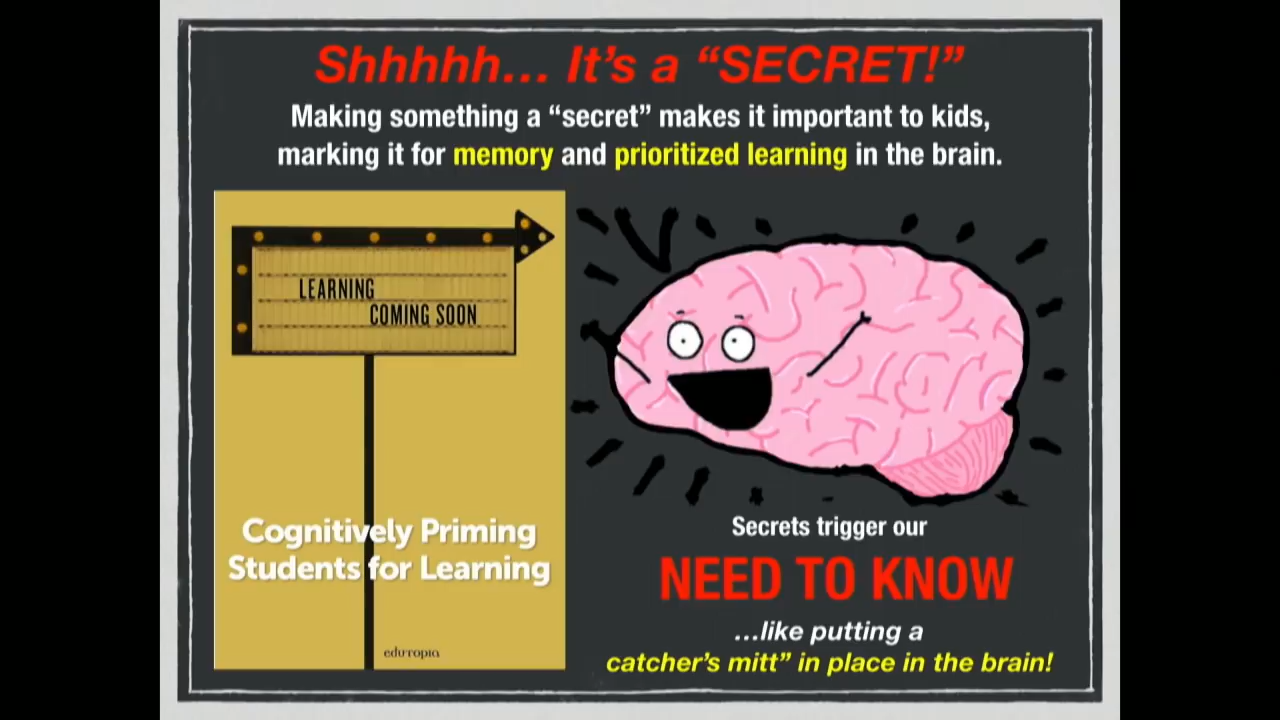 Shhhhh... It's a “SECRET!”
Making something a “secret” makes it important to kids,
marking it for memory and prioritized learning in the brain.
LEARNING
COMING SOON
Cognitively Priming
Students for Learning
edutopia
Secrets trigger our
NEED TO KNOW
...like putting a
catcher's mitt” in place in the brain!